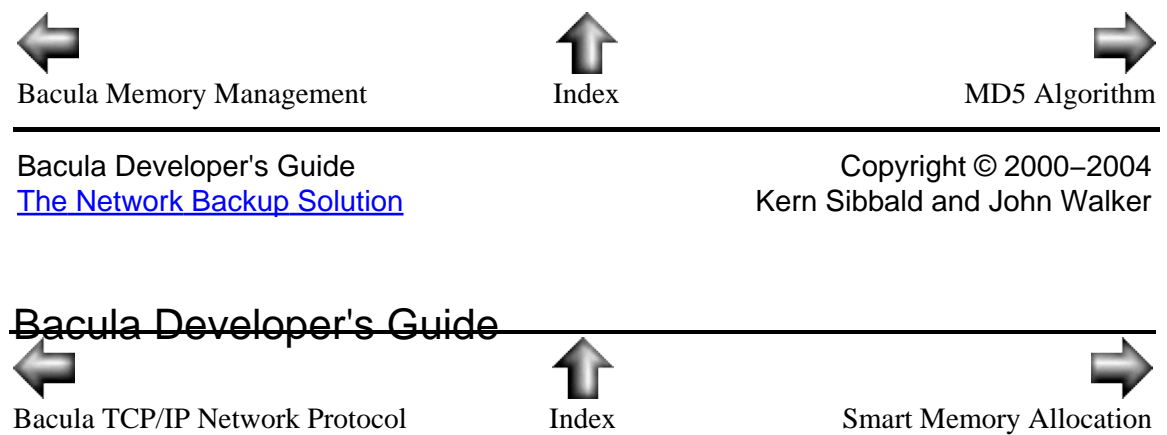 Bacula Memory Management Index MD5 Algorithm
Bacula Developer's Guide Copyright © 2000−2004
The Network Backup Solution Kern Sibbald and John Walker
Bacula Developer's Guide
Bacula TCP/IP Network Protocol Index Smart Memory Allocation